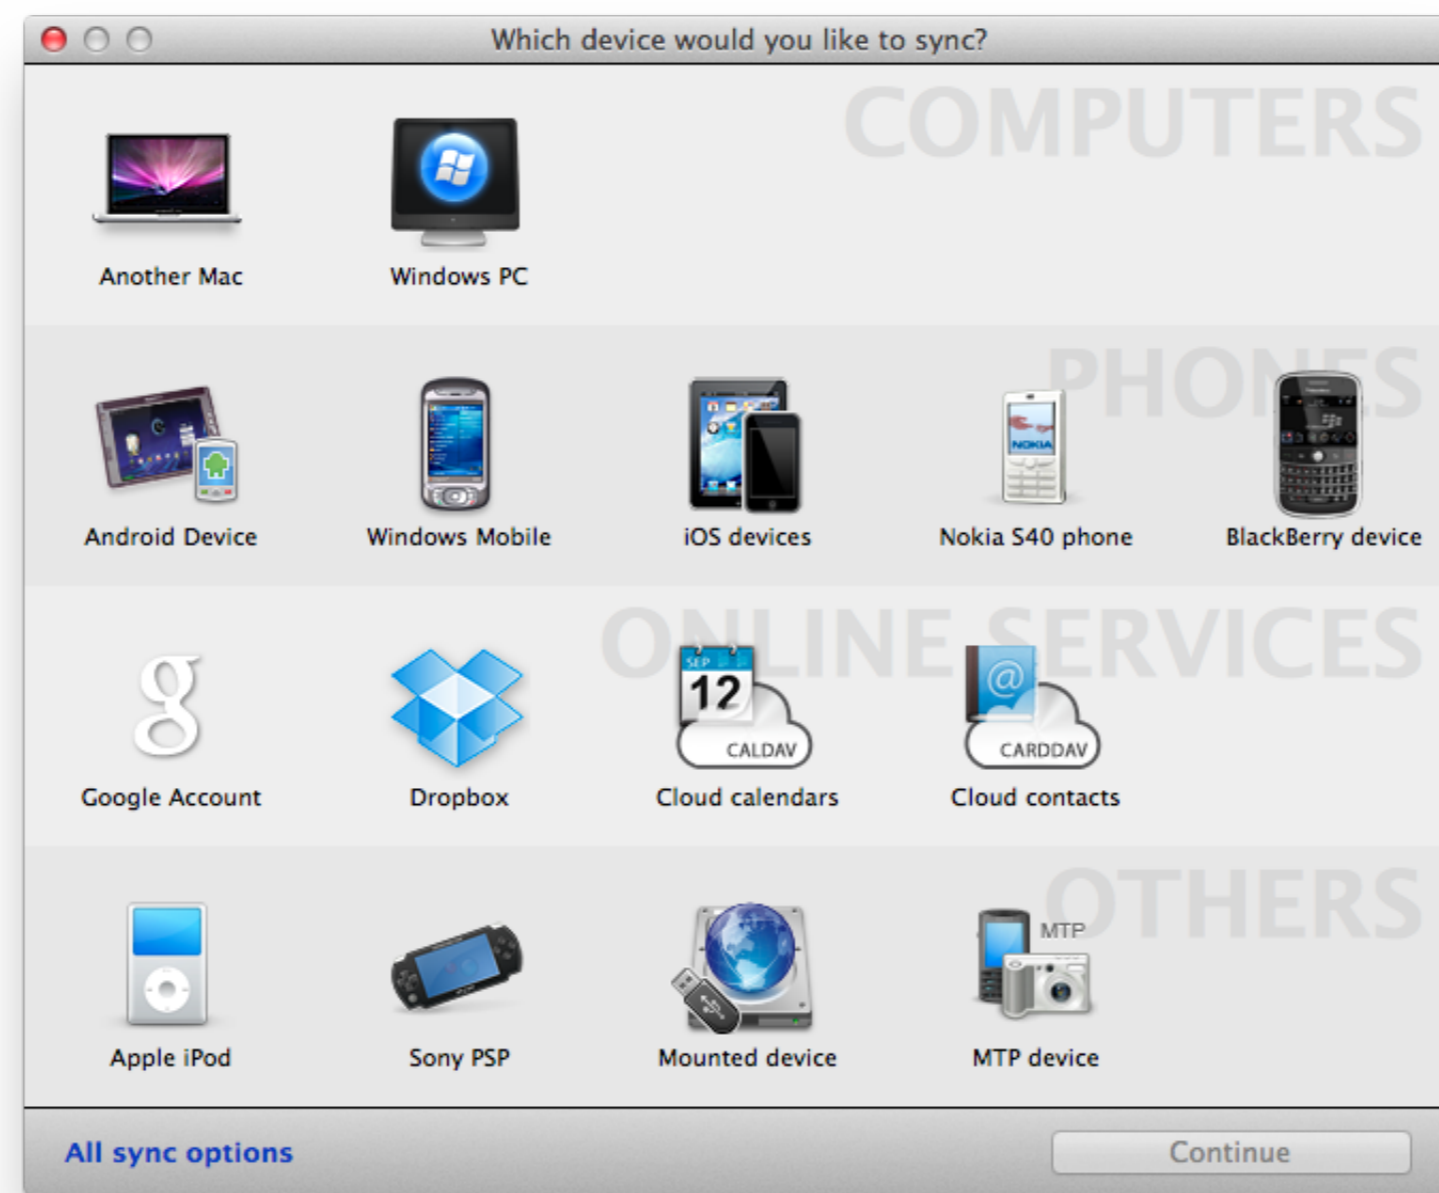 Which device would you like to sync?
COMPUTERS
Another Mac
Windows PC
PHONES
NOKIA
Android Device
Windows Mobile
iOS devices
Nokia S40 phone
BlackBerry device
ONLINE SERVICES
g
SEP
12
CALDAV
@
CARDDAV
Google Account
Dropbox
Cloud calendars
Cloud contacts
OTHERS
MTP
Apple iPod
Sony PSP
Mounted device
MTP device
All sync options
Continue